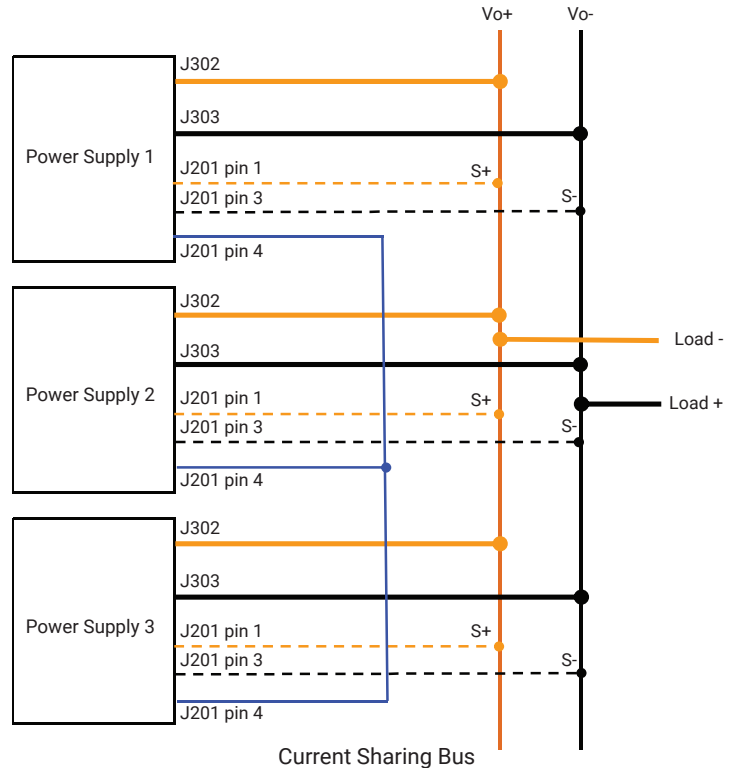 Vo+ Vo-
J302
J303
Power Supply 1
J201 pin 1 S+
J201 pin 3 S-
J201 pin 4
J302
Load -
J303
Power Supply 2
J201 pin 1 S+
Load +
J201 pin 3 S-
J201 pin 4
J302
J303
Power Supply 3
J201 pin 1 S+
J201 pin 3 S-
J201 pin 4
Current Sharing Bus